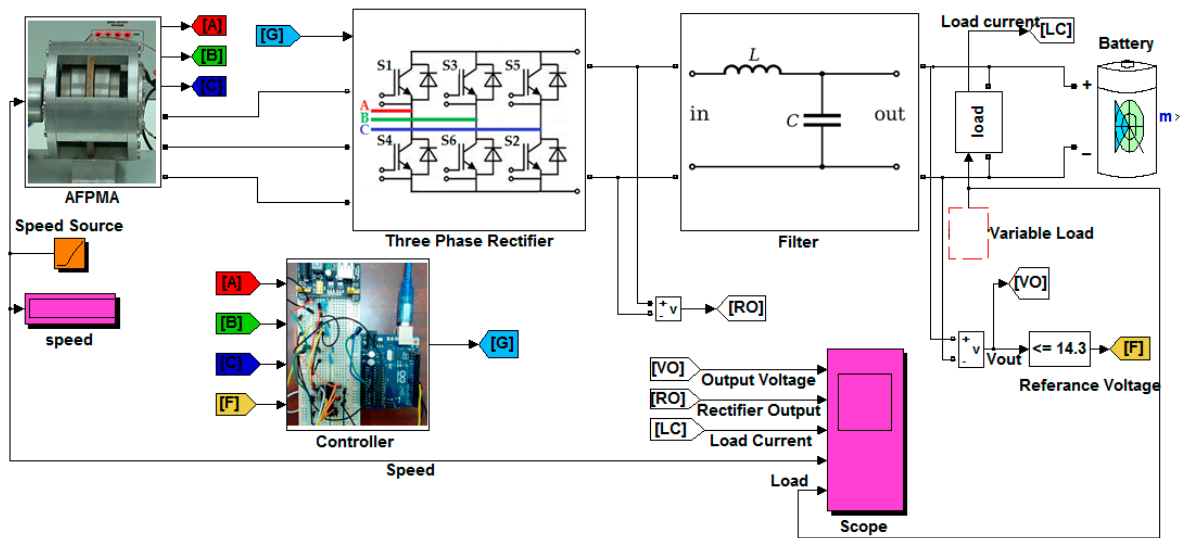 [A]
[B]
[C]
AFPMA
Speed Source
speed
[G]
S1
S3
S5
A
B
C
S4
S6
S2
Three Phase Rectifier
L
in
C
out
Filter
Load current
[LC]
load
Battery
+
−
m
Variable Load
[A]
[B]
[C]
[F]
Controller
[G]
+
-
v
[RO]
[VO]
+
-
v
Vout
<= 14.3
[F]
Referance Voltage
[VO]
Output Voltage
[RO]
Rectifier Output
[LC]
Load Current
Speed
Load
Scope